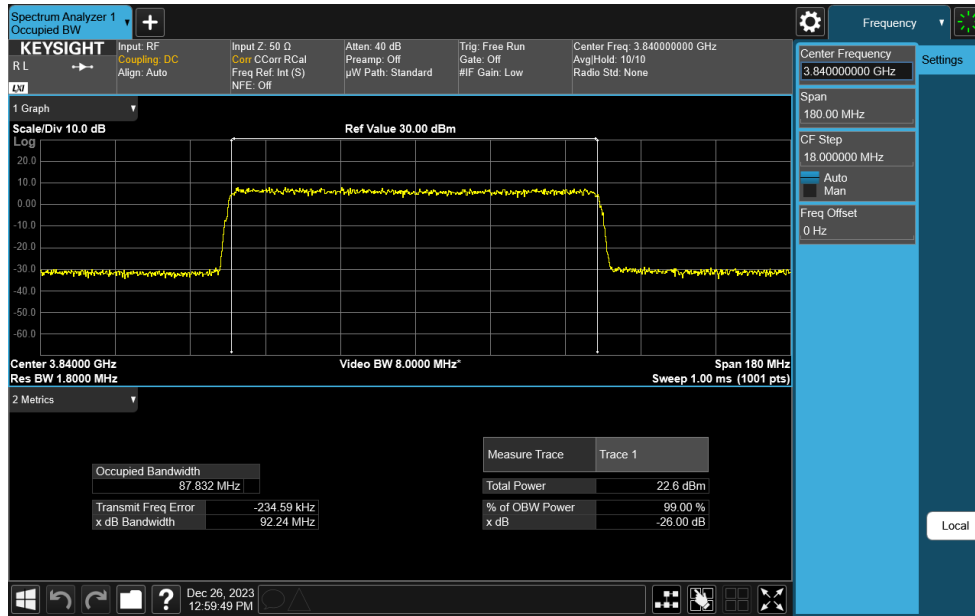 Spectrum Analyzer 1
Occupied BW
+
Frequency
KEYSIGHT
R L
LXI
Input: RF
Coupling: DC
Align: Auto
Input Z: 50 Ω
Corr CCorr RCal
Freq Ref: Int (S)
NFE: Off
Atten: 40 dB
Preamp: Off
µW Path: Standard
Trig: Free Run
Gate: Off
#IF Gain: Low
Center Freq: 3.840000000 GHz
Avg|Hold: 10/10
Radio Std: None
Center Frequency
3.840000000 GHz
Settings
Span
180.00 MHz
CF Step
18.000000 MHz
Auto
Man
Freq Offset
0 Hz
Local
1 Graph
Scale/Div 10.0 dB
Ref Value 30.00 dBm
Log
20.0
10.0
0.00
-10.0
-20.0
-30.0
-40.0
-50.0
-60.0
Center 3.84000 GHz
Video BW 8.0000 MHz*
Span 180 MHz
Res BW 1.8000 MHz
Sweep 1.00 ms (1001 pts)
2 Metrics
Measure Trace Trace 1
Occupied Bandwidth
87.832 MHz
Total Power 22.6 dBm
Transmit Freq Error -234.59 kHz
% of OBW Power 99.00 %
x dB Bandwidth 92.24 MHz
x dB -26.00 dB
?
Dec 26, 2023
12:59:49 PM